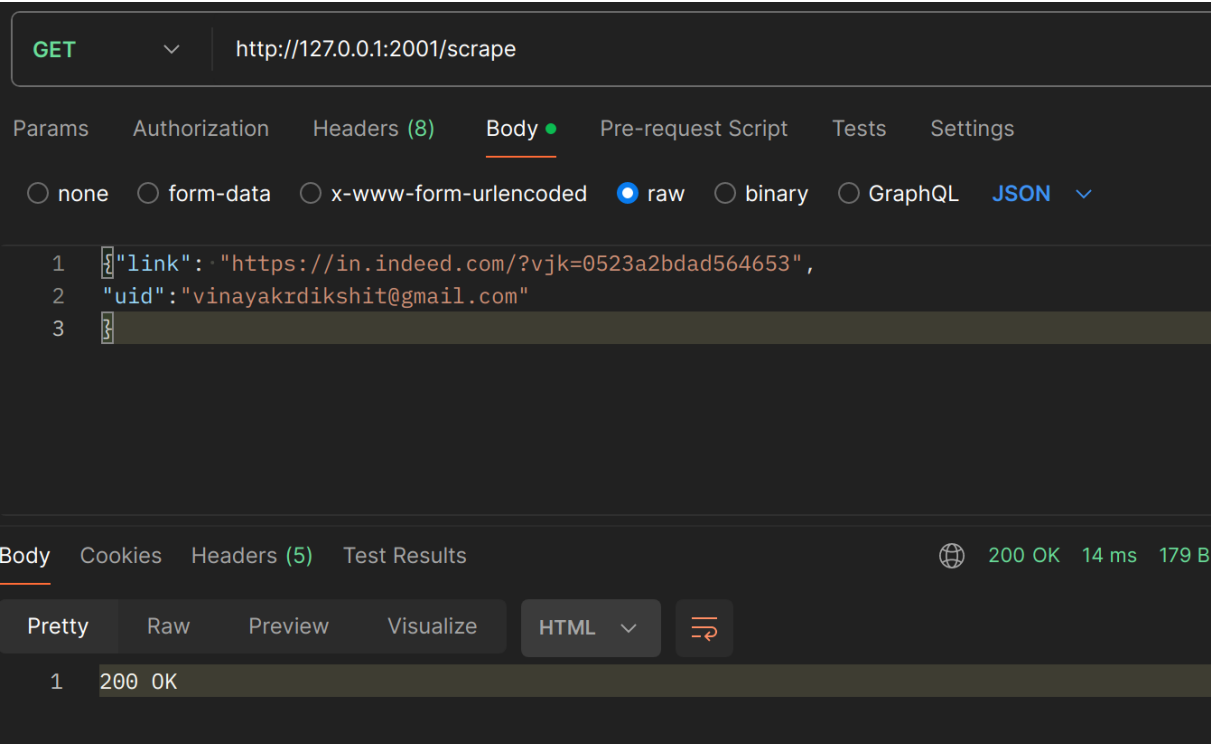 GET http://127.0.0.1:2001/scrape
Params Authorization Headers (8) Body Pre-request Script Tests Settings
none form-data x-www-form-urlencoded raw binary GraphQL JSON
1 {"link": "https://in.indeed.com/?vjk=0523a2bdad564653",
2 "uid":"vinayakrdikshit@gmail.com"
3 }
Body Cookies Headers (5) Test Results 200 OK 14 ms 179 B
Pretty Raw Preview Visualize HTML
1 200 OK